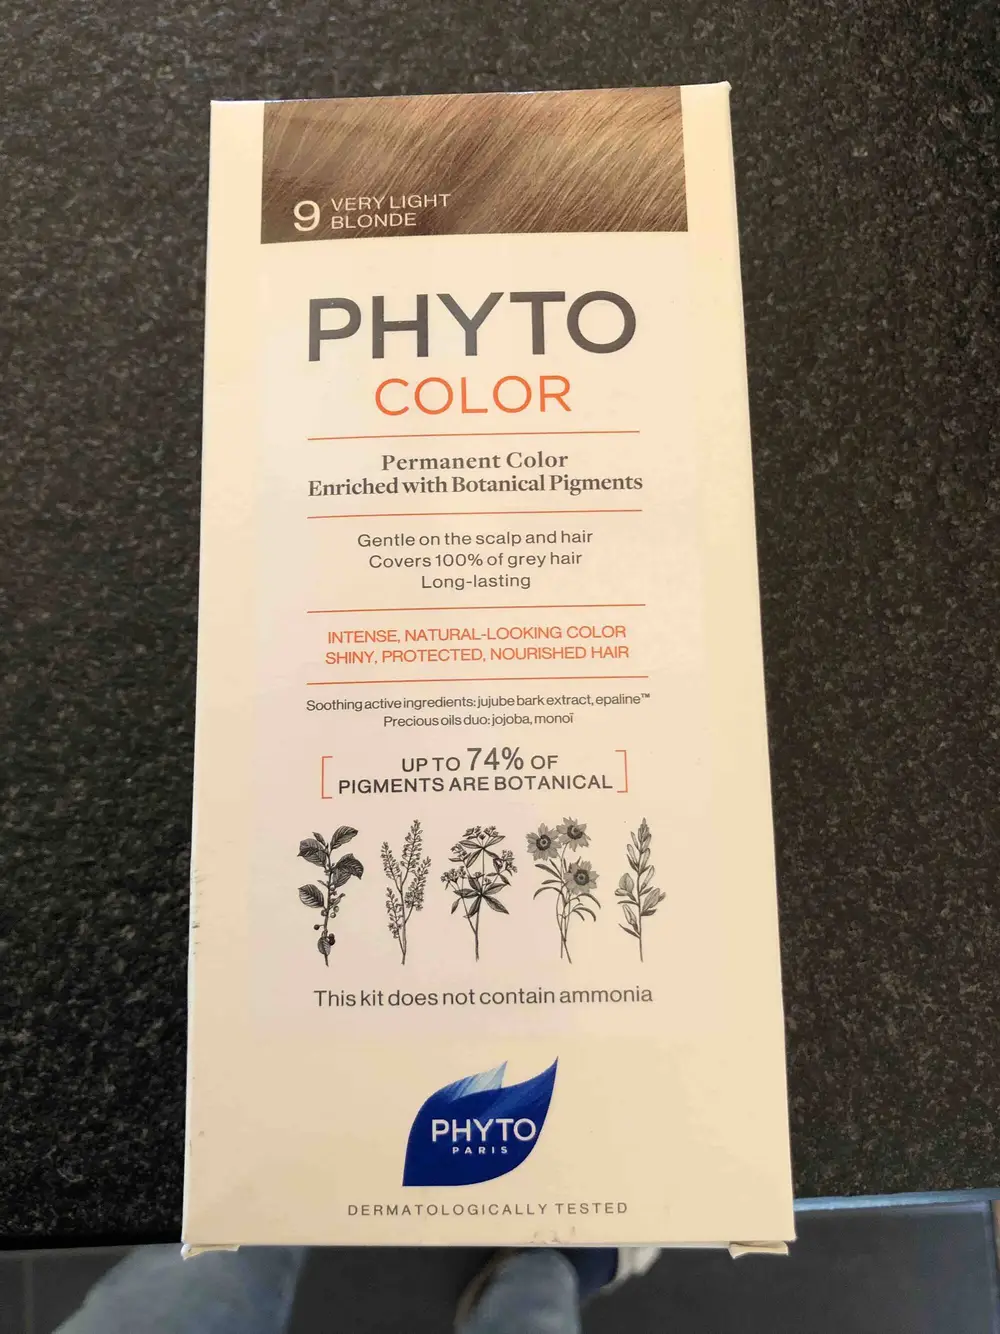 9 VERY LIGHT
BLONDE
PHYTO
COLOR
Permanent Color
Enriched with Botanical Pigments
Gentle on the scalp and hair
Covers 100% of grey hair
Long-lasting
INTENSE, NATURAL-LOOKING COLOR
SHINY, PROTECTED, NOURISHED HAIR
Soothing active ingredients: jujube bark extract, epaline™
Precious oils duo: jojoba, monoï
UP TO 74% OF
PIGMENTS ARE BOTANICAL
This kit does not contain ammonia
PHYTO
PARIS
DERMATOLOGICALLY TESTED